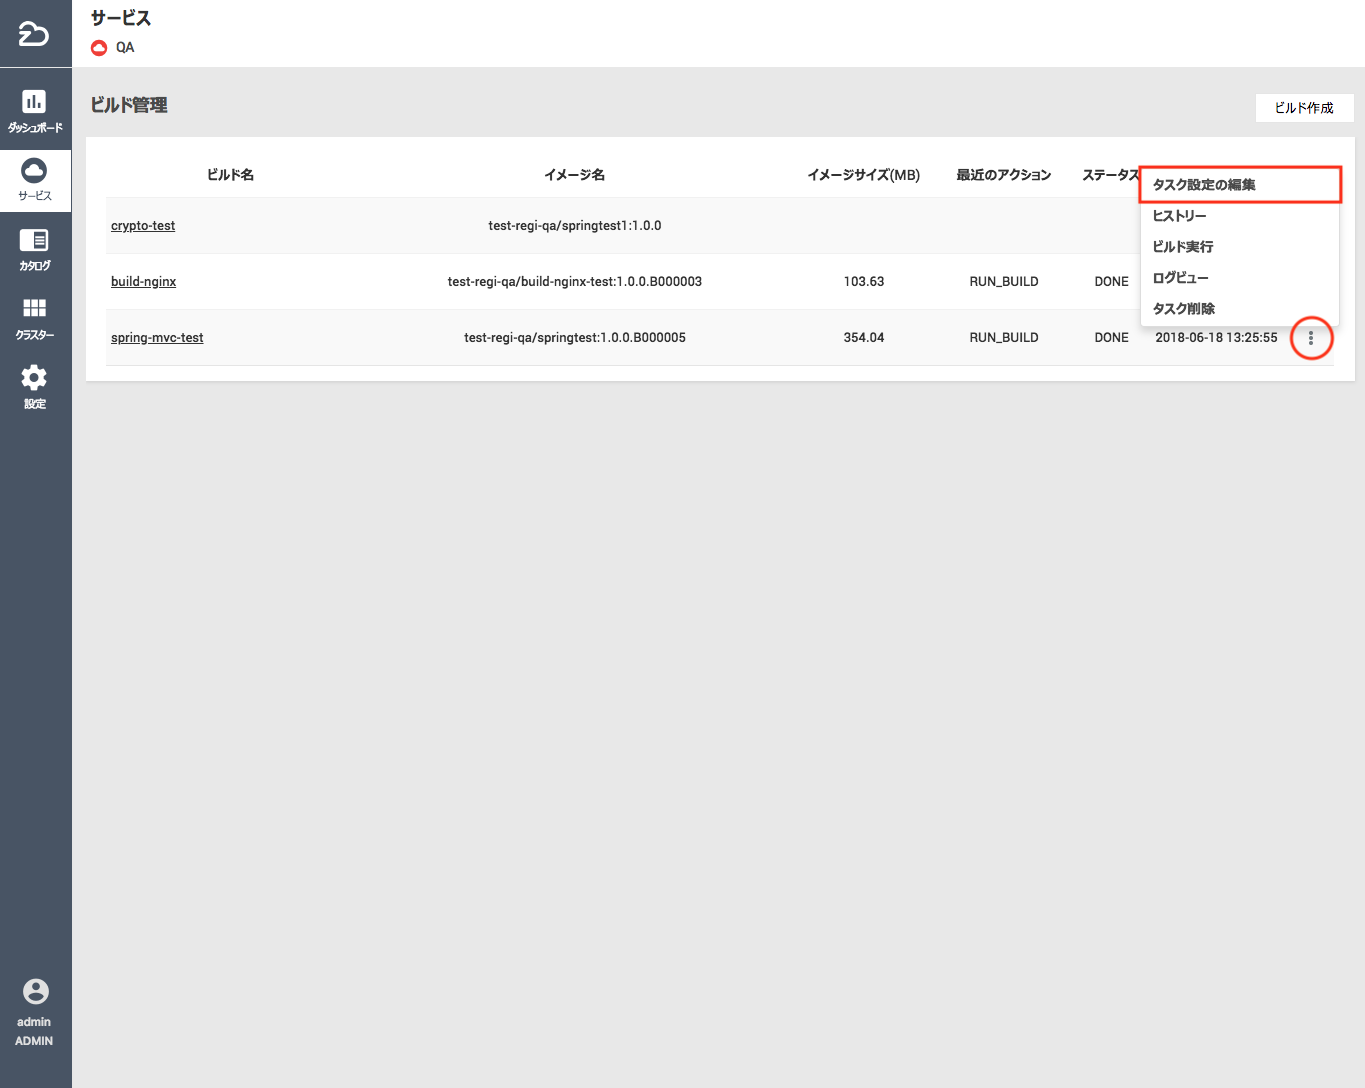 サービス
QA
ダッシュボード
サービス
カタログ
クラスター
設定
admin
ADMIN
ビルド管理
ビルド作成
ビルド名 イメージ名 イメージサイズ(MB) 最近のアクション ステータス
crypto-test test-regi-qa/springtest1:1.0.0
build-nginx test-regi-qa/build-nginx-test:1.0.0.B000003 103.63 RUN_BUILD DONE
spring-mvc-test test-regi-qa/springtest:1.0.0.B000005 354.04 RUN_BUILD DONE 2018-06-18 13:25:55
タスク設定の編集
ヒストリー
ビルド実行
ログビュー
タスク削除